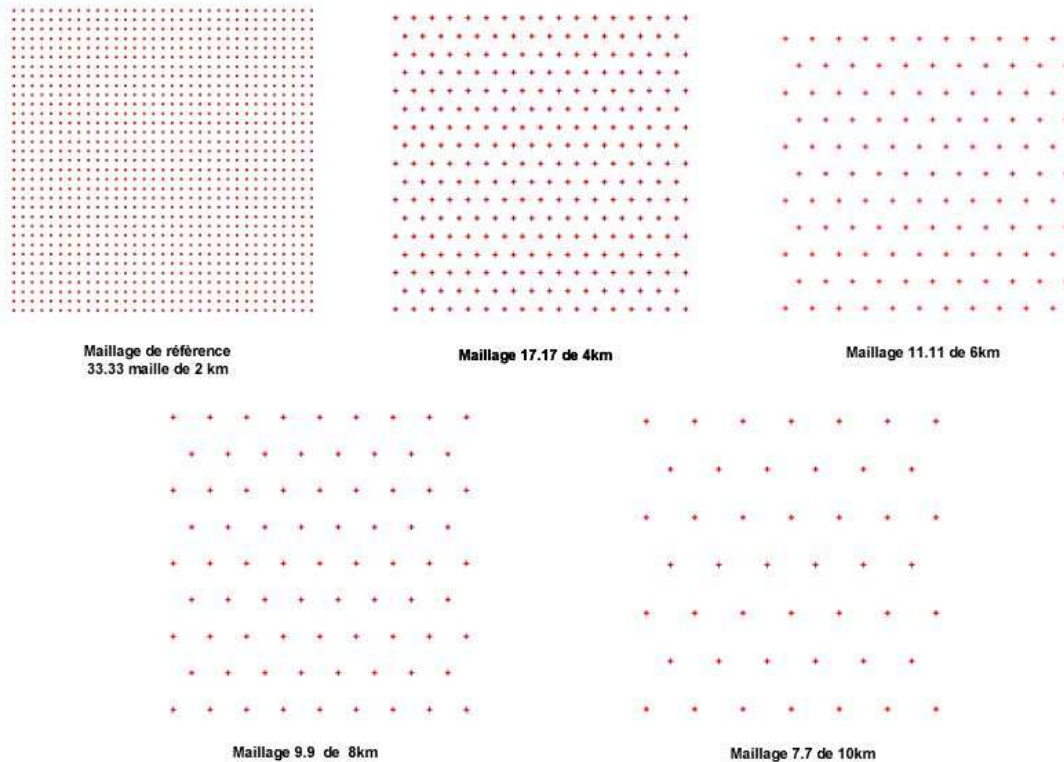 Maillage de référence
33.33 maille de 2 km
Maillage 17.17 de 4km
Maillage 11.11 de 6km
Maillage 9.9 de 8km
Maillage 7.7 de 10km